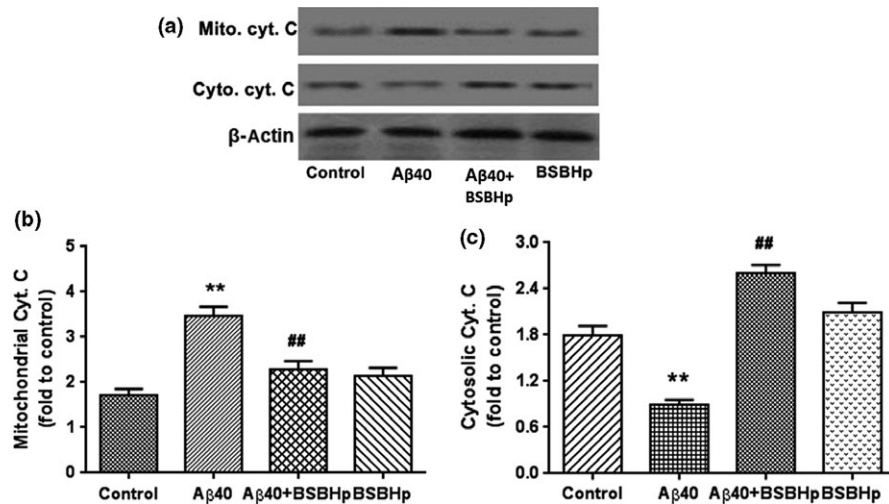 (a)
Mito. cyt. C
Cyto. cyt. C
β-Actin
Control Aβ40 Aβ40+ BSBHp
BSBHp
(b)
Mitochondrial Cyt. C
(fold to control)
5
4
3
2
1
0
**
##
Control Aβ40 Aβ40+BSBHp BSBHp
(c)
Cytosolic Cyt. C
(fold to control)
3.0
2.4
1.8
1.2
0.6
0.0
**
##
Control Aβ40 Aβ40+BSBHp BSBHp